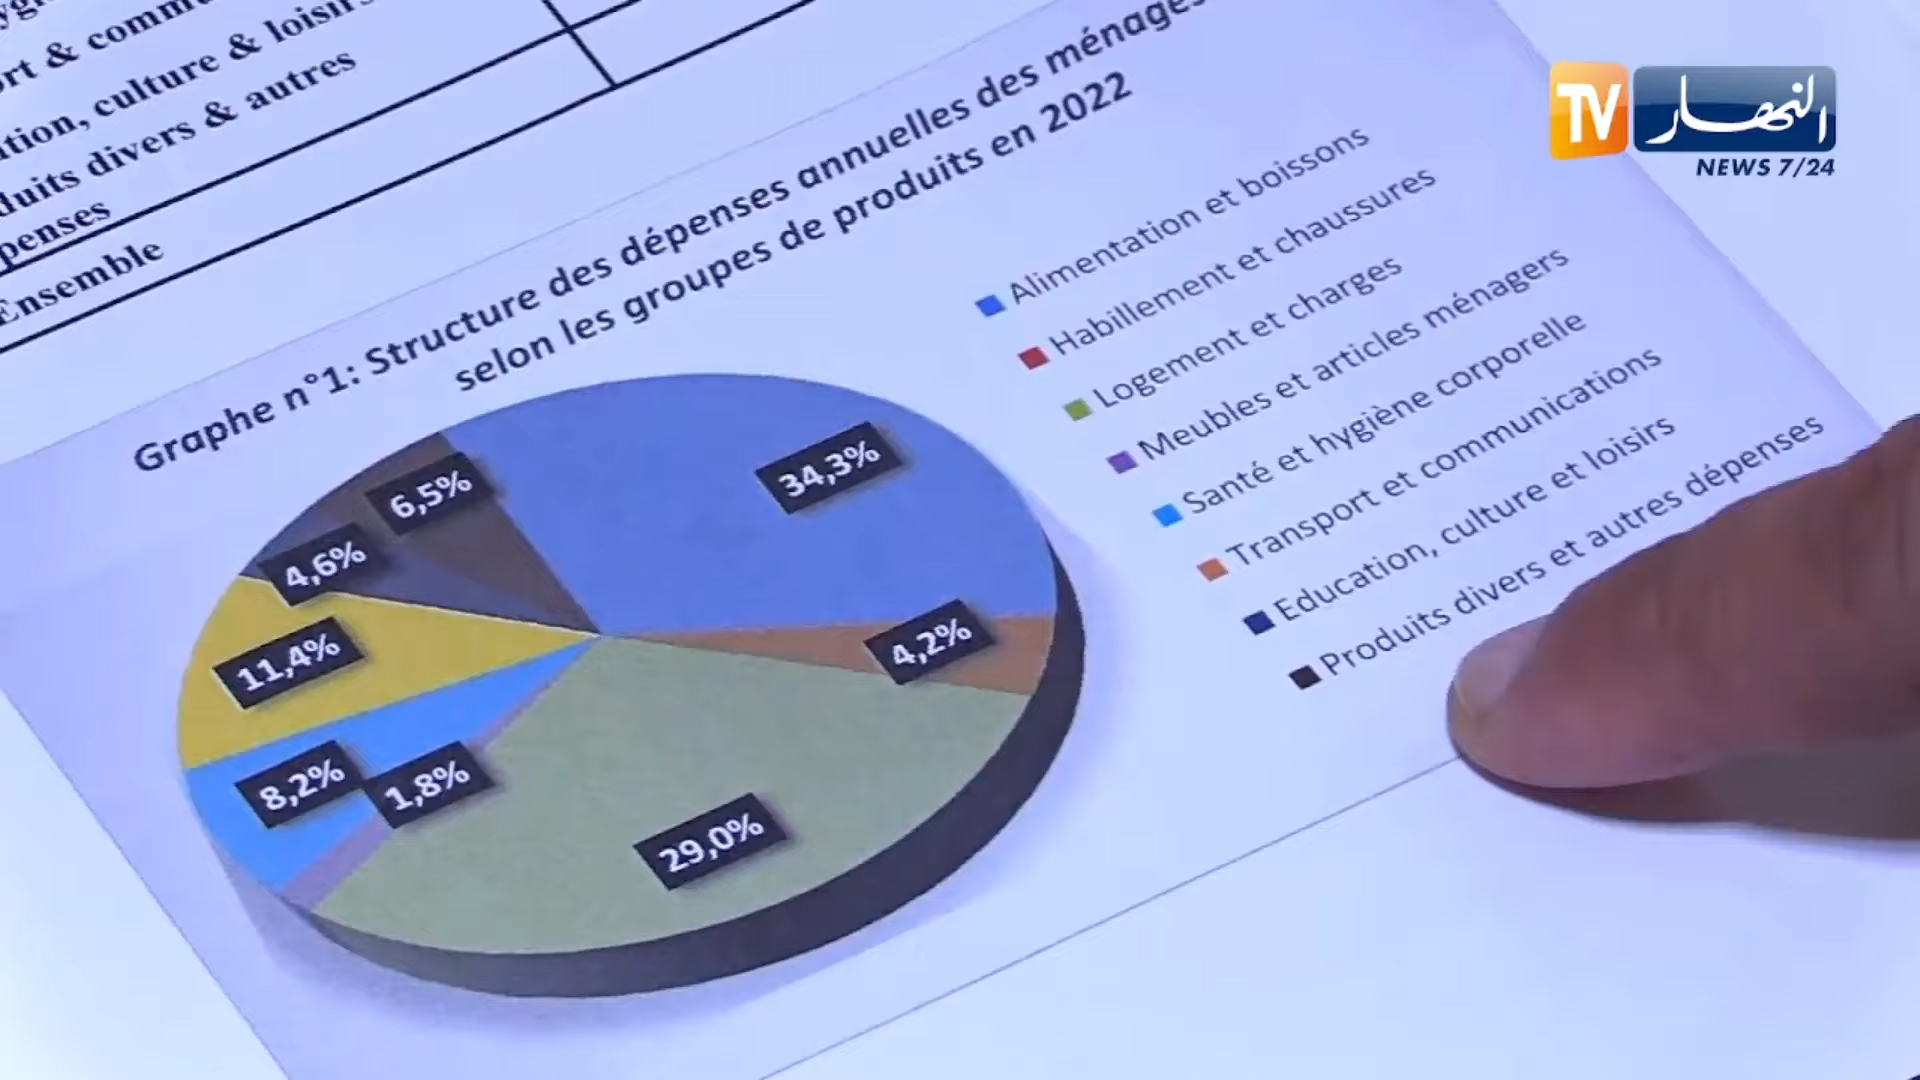 ort & commu
tion, culture & loisirs
duits divers & autres
penses
Ensemble
TV النهار
NEWS 7/24
Graphe n°1: Structure des dépenses annuelles des ménages
selon les groupes de produits en 2022
34,3%
4,2%
29,0%
1,8%
8,2%
11,4%
4,6%
6,5%
Alimentation et boissons
Habillement et chaussures
Logement et charges
Meubles et articles ménagers
Santé et hygiène corporelle
Transport et communications
Education, culture et loisirs
Produits divers et autres dépenses